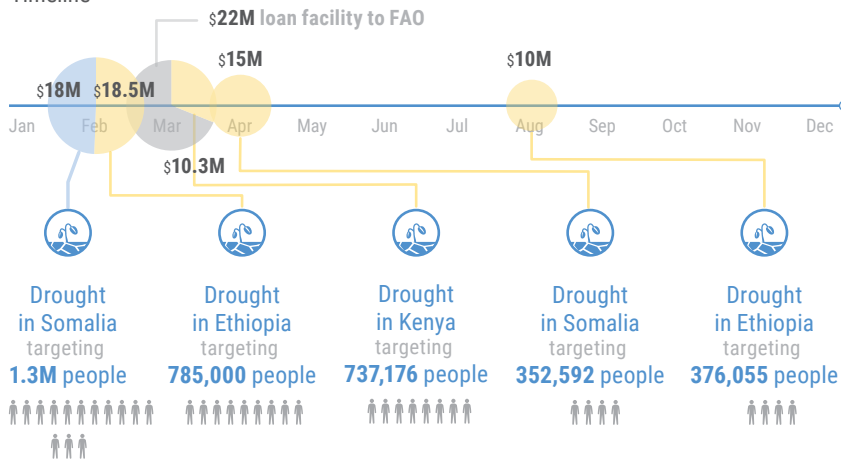 Timeline
$22M loan facility to FAO
$15M
$10M
$18M
$18.5M
Jan Feb Mar Apr May Jun Jul Aug Sep Oct Nov Dec
$10.3M
Drought
in Somalia
targeting
1.3M people
Drought
in Ethiopia
targeting
785,000 people
Drought
in Kenya
targeting
737,176 people
Drought
in Somalia
targeting
352,592 people
Drought
in Ethiopia
targeting
376,055 people